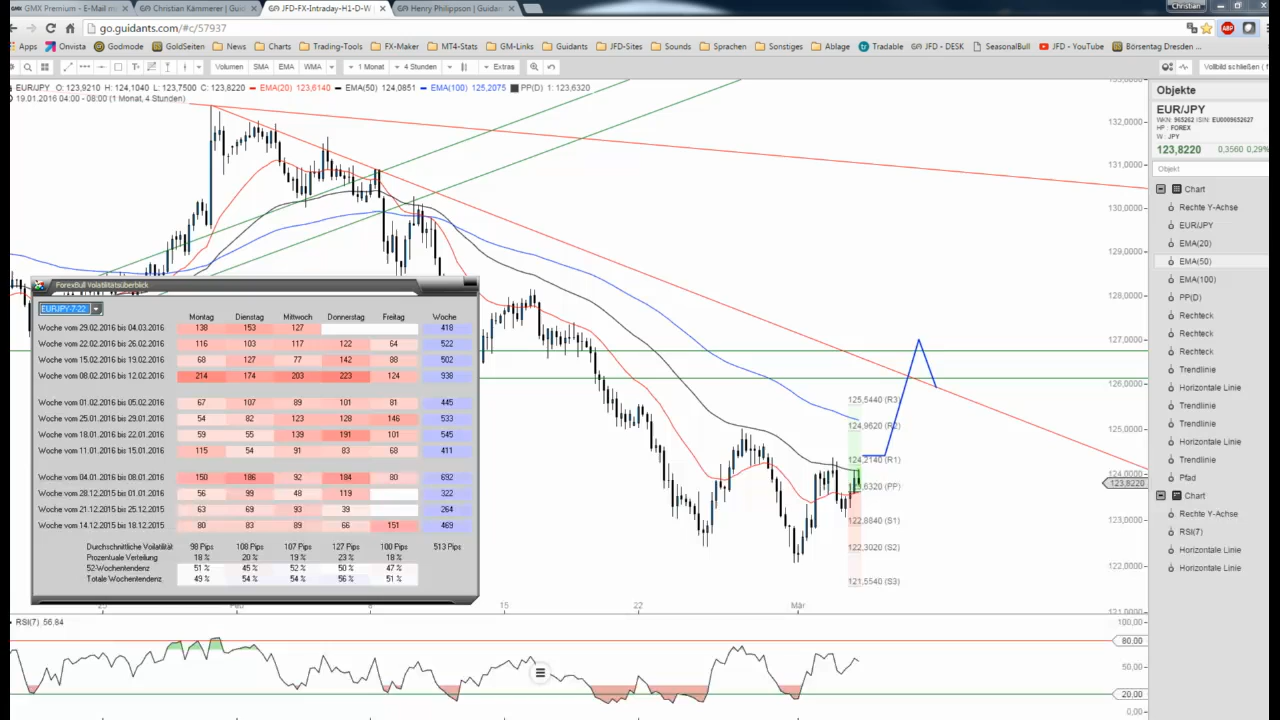 Christian
GMX Premium - E-Mail m
Christian Kämmerer | Guid
JFD-FX-Intraday-H1-D-W
Henry Philippson | Guidan
go.guidants.com/#c/57937
Apps Onvista Godmode GoldSeiten News Charts Trading-Tools FX-Maker MT4-Stats GM-Links Guidants JFD-Sites Sounds Sprachen Sonstiges Ablage Tradable JFD - DESK SeasonalBull JFD - YouTube Börsentag Dresden ...
Volumen SMA EMA WMA 1 Monat 4 Stunden Extras Vollbild schließen ( f
EUR/JPY O: 123,9210 H: 124,1040 L: 123,7500 C: 123,8220 EMA(20) 123,6140 EMA(50) 124,0851 EMA(100) 125,2075 PP(D) 1: 123,6320
19.01.2016 04:00 - 08:00 (1 Monat, 4 Stunden)
132,0000
131,0000
130,0000
129,0000
128,0000
127,0000
126,0000
125,0000
124,0000
123,8220
123,0000
122,0000
121,0000
125,5440 (R3)
124,9620 (R2)
124,2140 (R1)
,6320 (PP)
122,8840 (S1)
122,3020 (S2)
121,5540 (S3)
ForexBull Volatilitätsüberblick
EURJPY-7-22
Montag Dienstag Mittwoch Donnerstag Freitag Woche
Woche vom 29.02.2016 bis 04.03.2016 138 153 127 418
Woche vom 22.02.2016 bis 26.02.2016 116 103 117 122 64 522
Woche vom 15.02.2016 bis 19.02.2016 68 127 77 142 88 502
Woche vom 08.02.2016 bis 12.02.2016 214 174 203 223 124 938
Woche vom 01.02.2016 bis 05.02.2016 67 107 89 101 81 445
Woche vom 25.01.2016 bis 29.01.2016 54 82 123 128 146 533
Woche vom 18.01.2016 bis 22.01.2016 59 55 139 191 101 545
Woche vom 11.01.2016 bis 15.01.2016 115 54 91 83 68 411
Woche vom 04.01.2016 bis 08.01.2016 150 186 92 184 80 692
Woche vom 28.12.2015 bis 01.01.2016 56 99 48 119 322
Woche vom 21.12.2015 bis 25.12.2015 63 69 93 39 264
Woche vom 14.12.2015 bis 18.12.2015 80 83 89 66 151 469
Durchschnittliche Volatilität 98 Pips 108 Pips 107 Pips 127 Pips 100 Pips 513 Pips
Prozentuale Verteilung 18 % 20 % 19 % 23 % 18 %
52-Wochentendenz 51 % 45 % 52 % 50 % 47 %
Totale Wochentendenz 49 % 54 % 54 % 56 % 51 %
15 22 Mär
RSI(7) 56,84
100,00
80,00
50,00
20,00
0,00
Objekte
EUR/JPY
WKN: 965262 ISIN: EU0009652627
HP : FOREX
W : JPY
123,8220 0,3560 0,29%
Objekt
Chart
Rechte Y-Achse
EUR/JPY
EMA(20)
EMA(50)
EMA(100)
PP(D)
Rechteck
Rechteck
Rechteck
Trendlinie
Horizontale Linie
Trendlinie
Trendlinie
Horizontale Linie
Trendlinie
Pfad
Chart
Rechte Y-Achse
RSI(7)
Horizontale Linie
Horizontale Linie